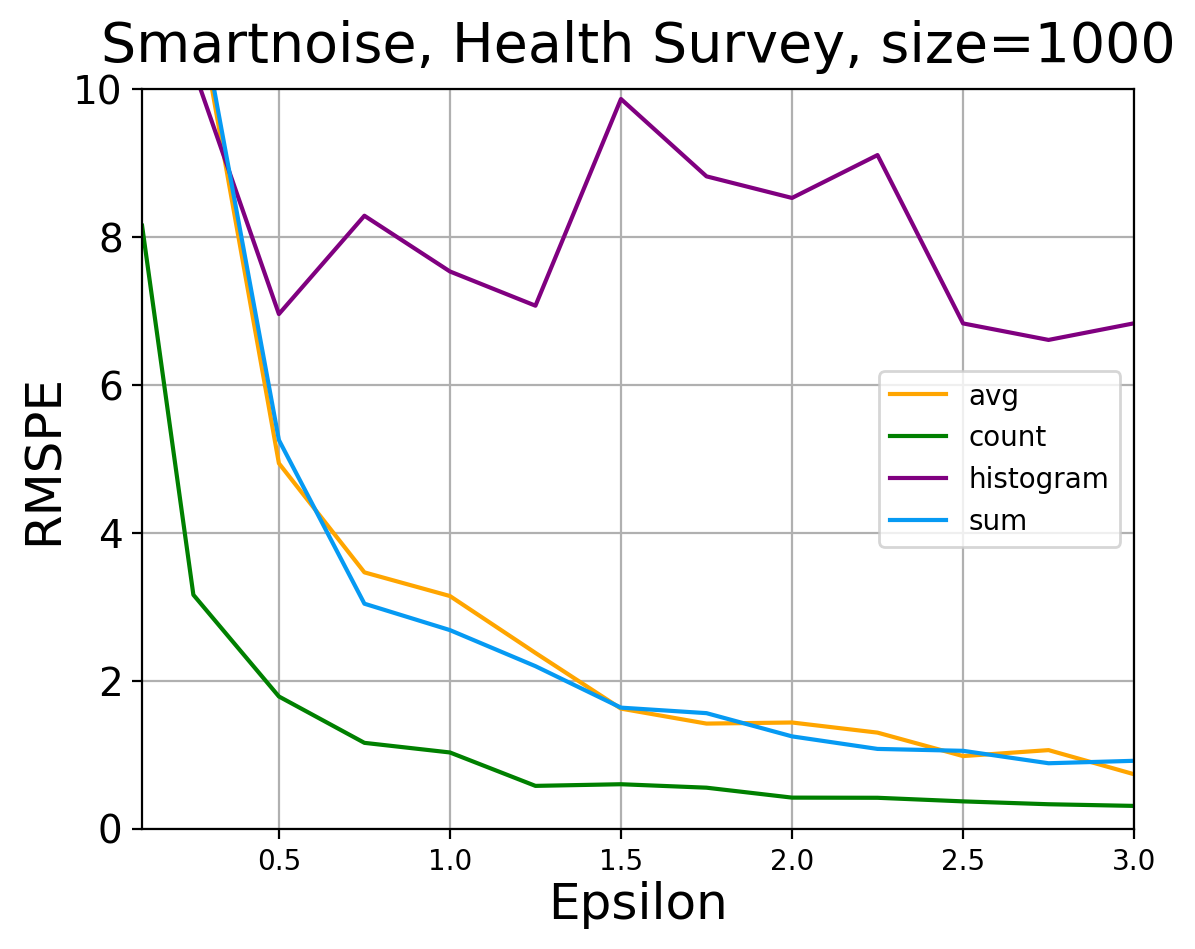 Smartnoise, Health Survey, size=1000
10
8
6
4
2
0
RMSPE
avg
count
histogram
sum
0.5 1.0 1.5 2.0 2.5 3.0
Epsilon